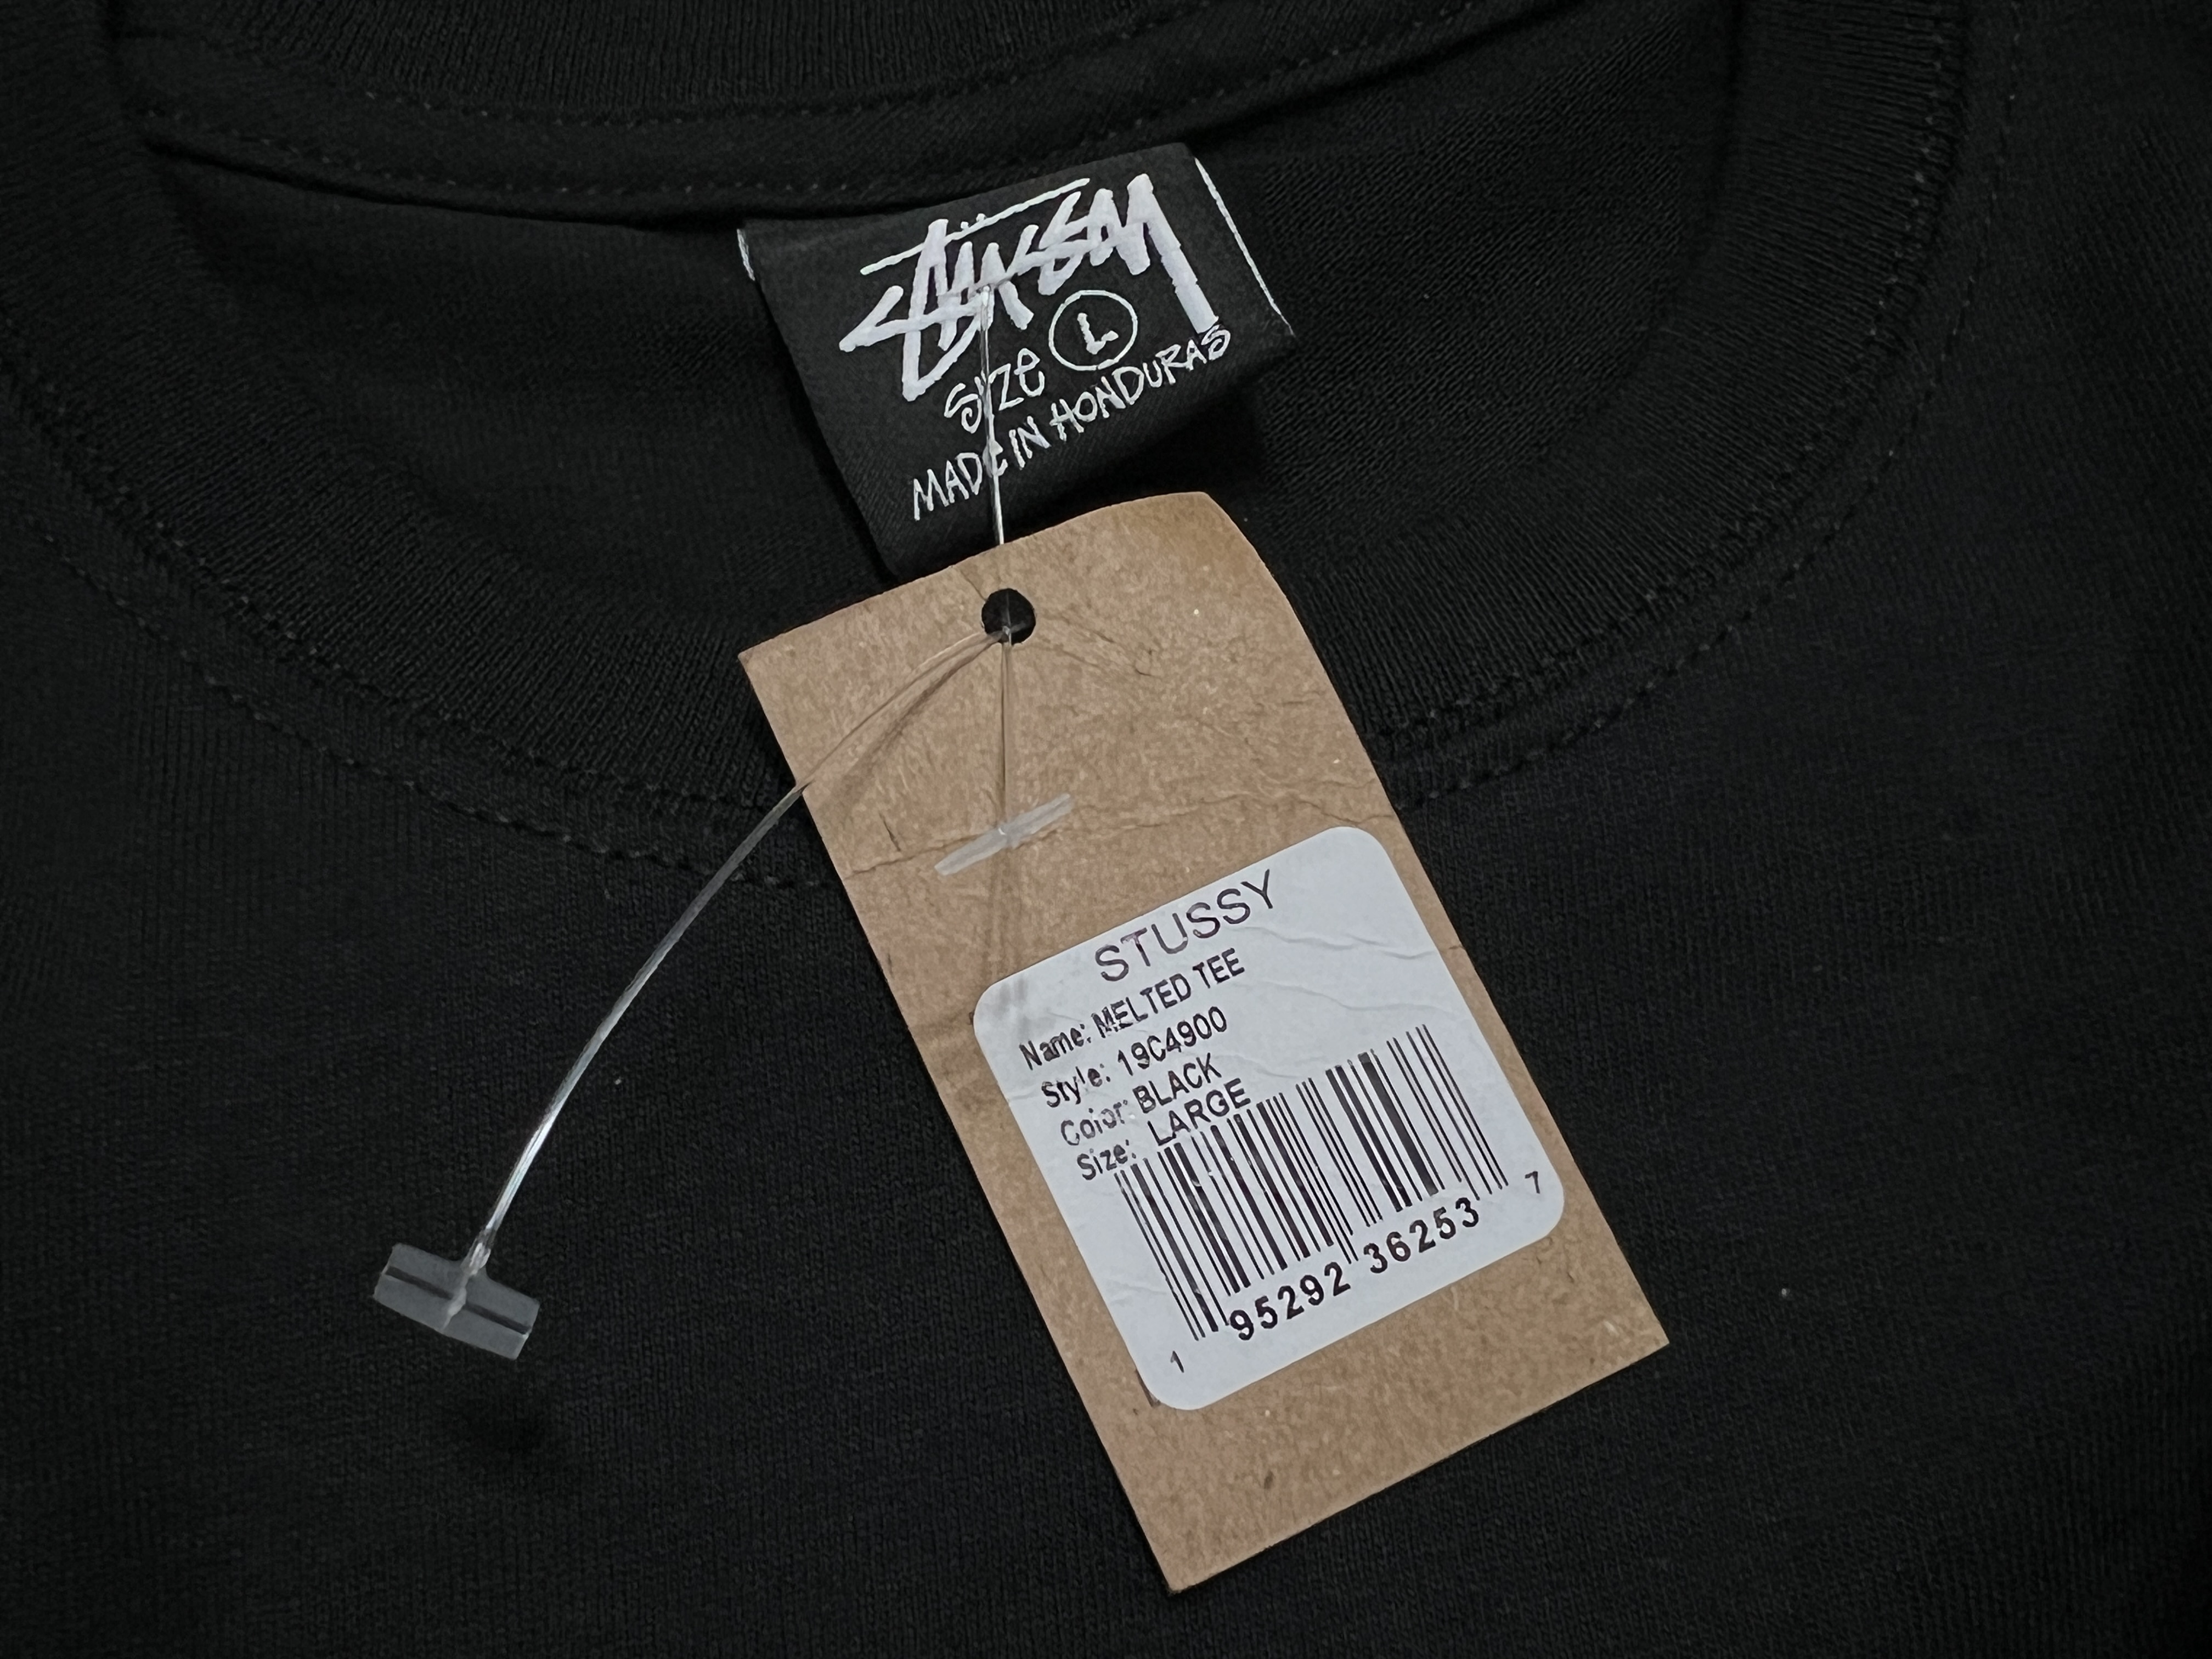 STÜSSY
Size L
MADE IN HONDURAS
STUSSY
Name: MELTED TEE
Style: 19C4900
Color: BLACK
Size: LARGE
1 95292 36253 7